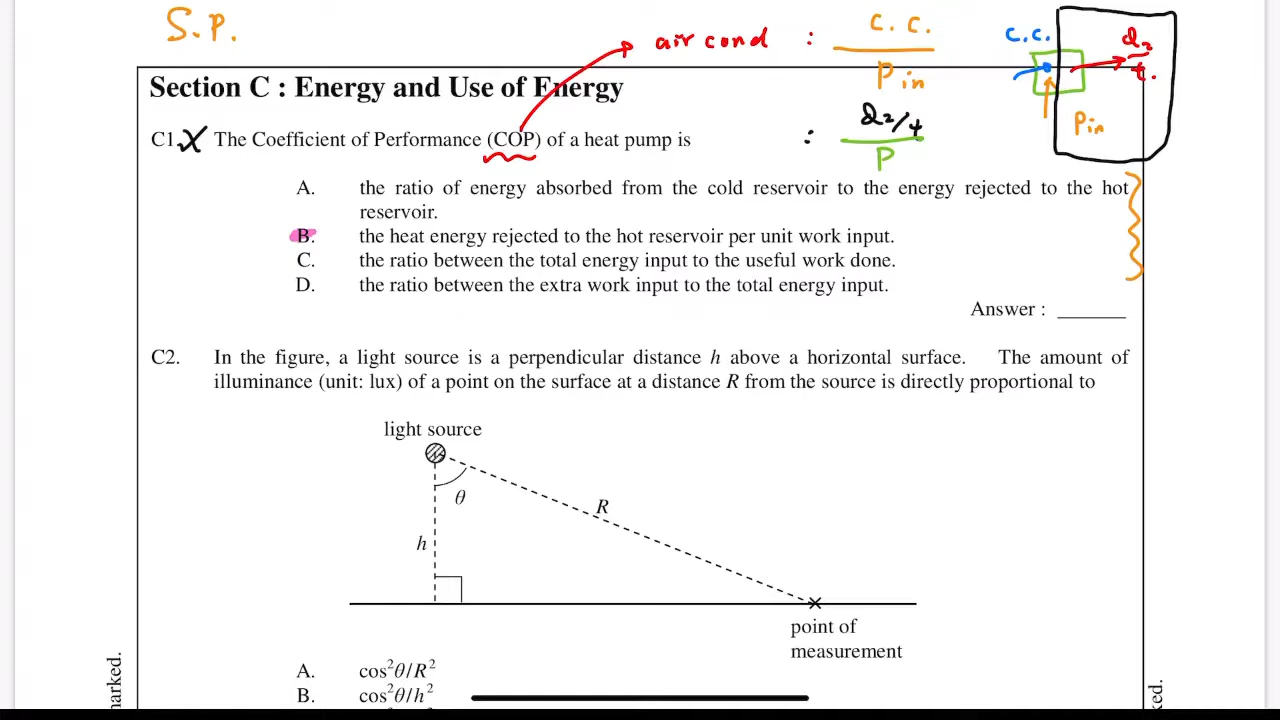 S.P.
air cond : C.C.
Pin
C.C.
Q2
t.
Pin
Section C : Energy and Use of Energy
C1. The Coefficient of Performance (COP) of a heat pump is
: Q2/t
P
A. the ratio of energy absorbed from the cold reservoir to the energy rejected to the hot
reservoir.
B. the heat energy rejected to the hot reservoir per unit work input.
C. the ratio between the total energy input to the useful work done.
D. the ratio between the extra work input to the total energy input.
Answer : _______
C2. In the figure, a light source is a perpendicular distance h above a horizontal surface. The amount of
illuminance (unit: lux) of a point on the surface at a distance R from the source is directly proportional to
light source
θ
R
h
point of
measurement
A. cos²θ/R²
B. cos²θ/h²